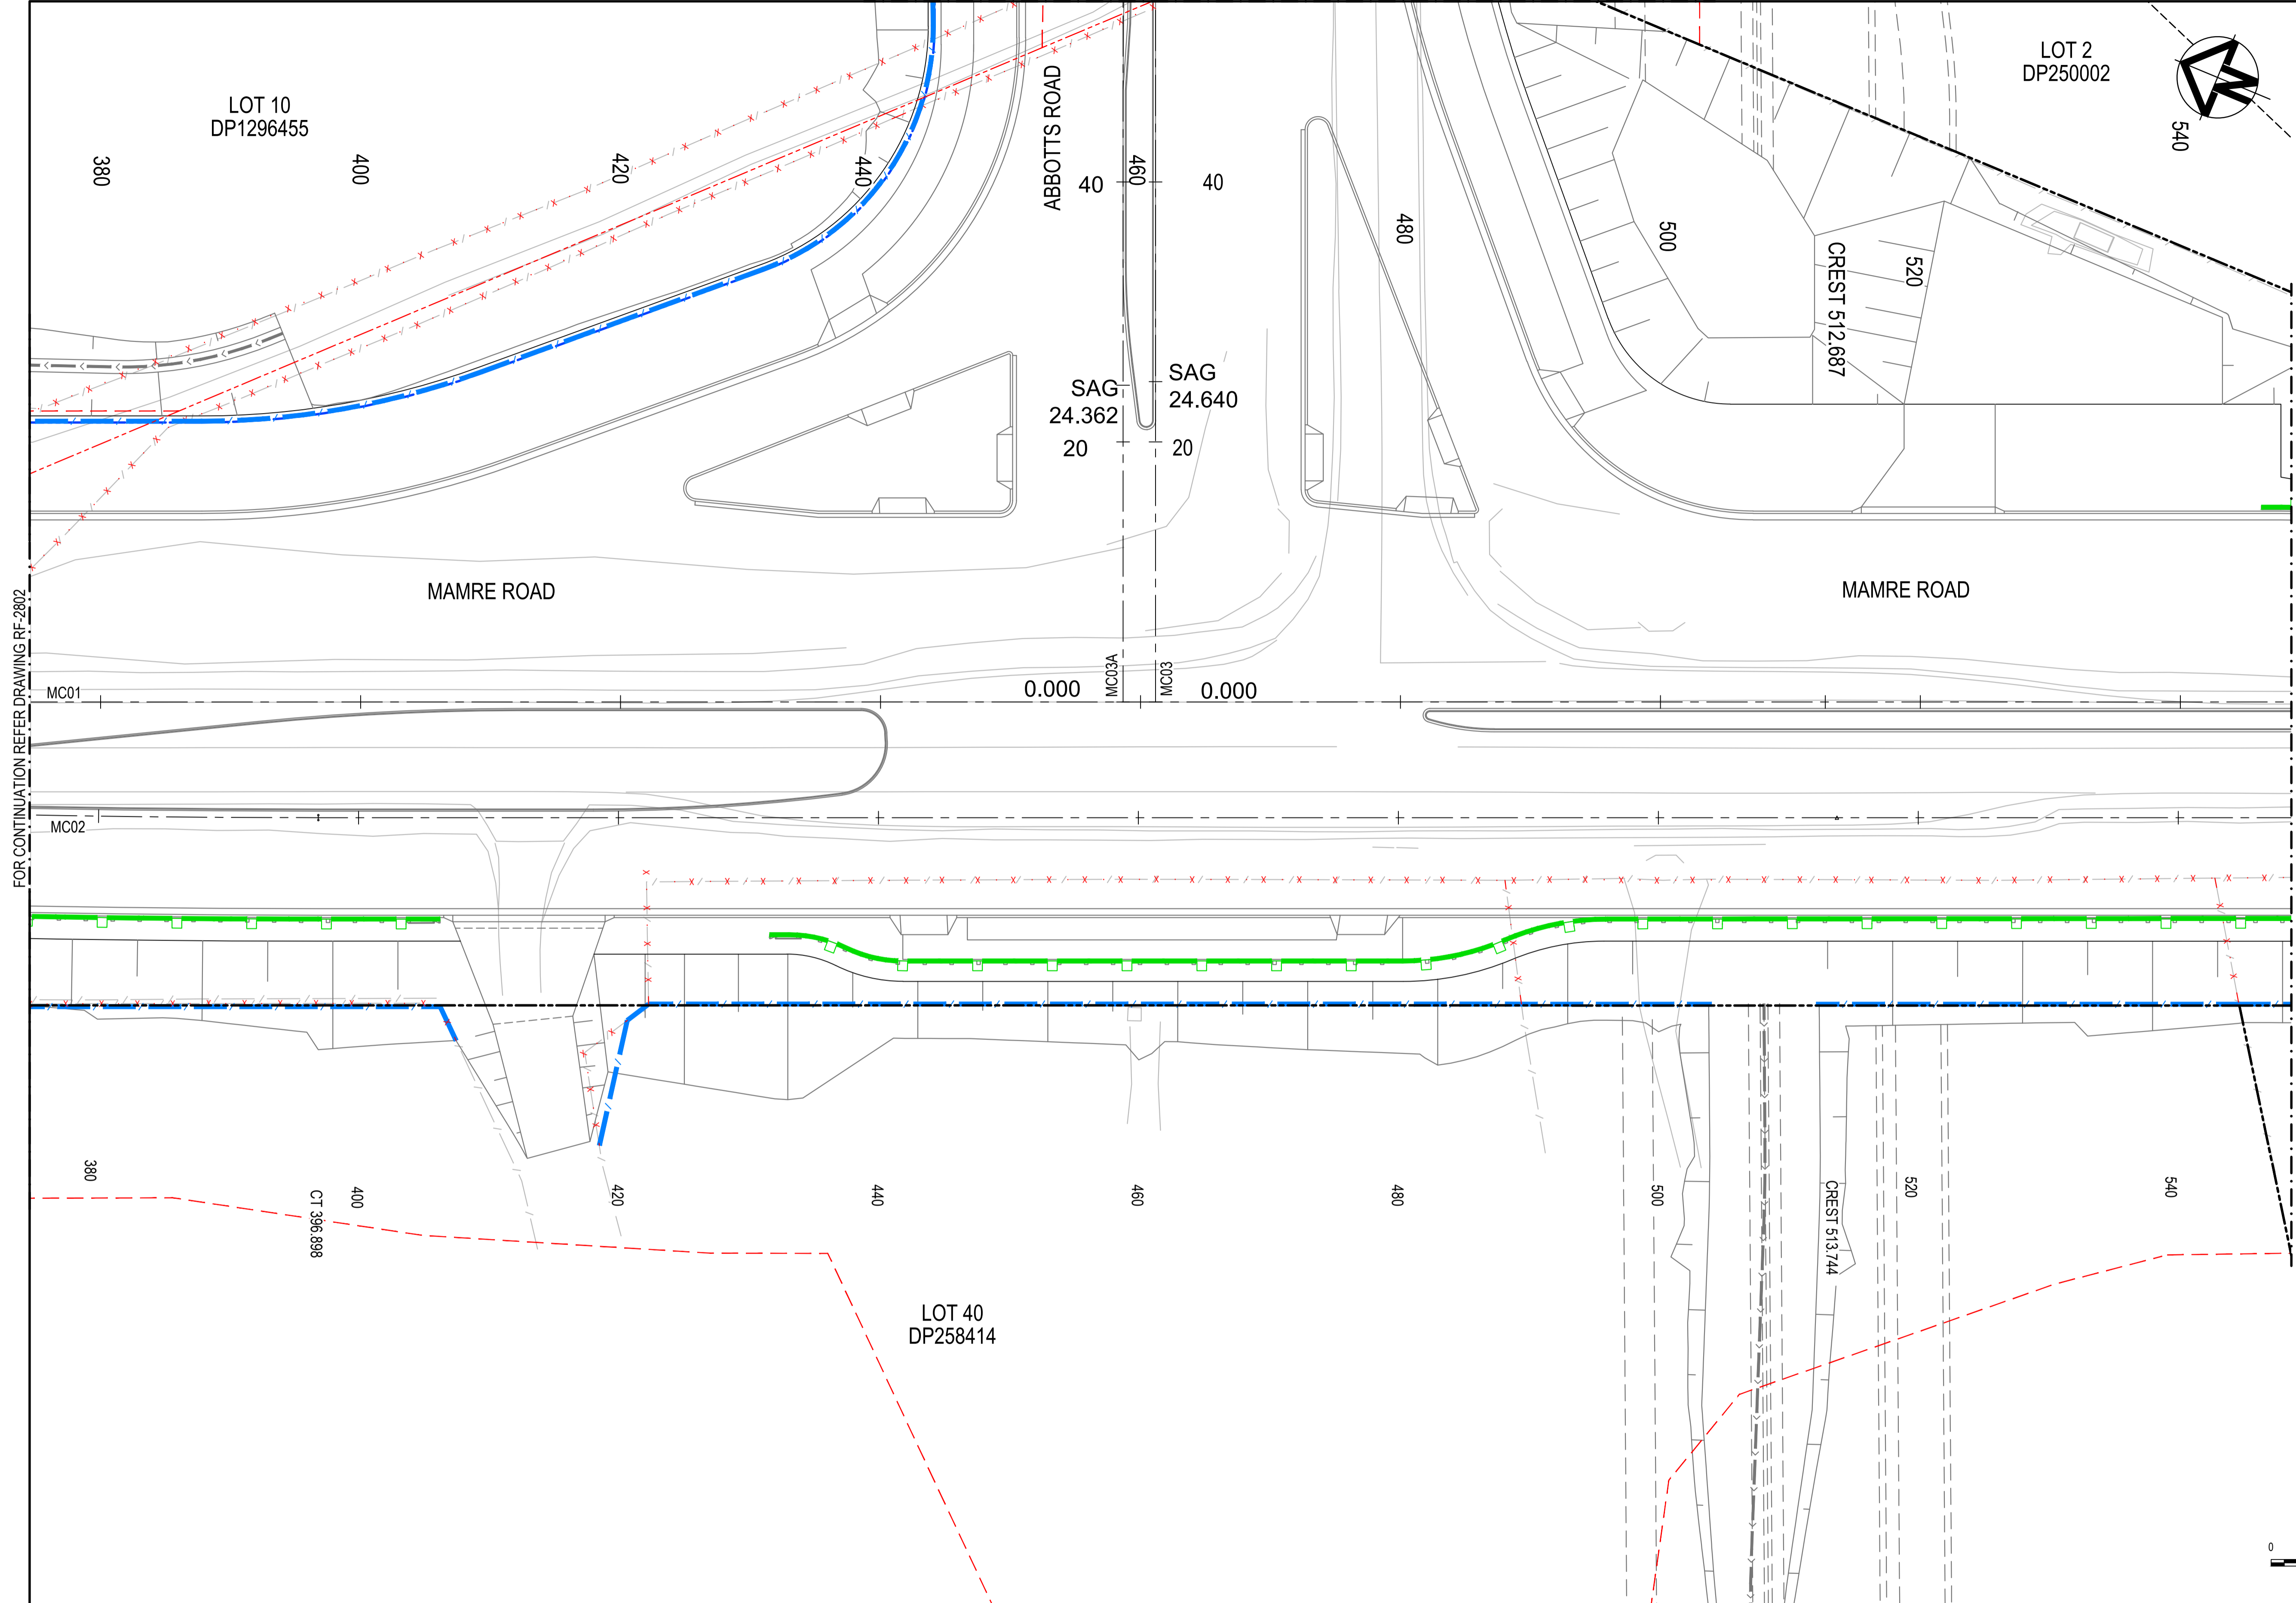 LOT 10
DP1296455
LOT 2
DP250002
N
ABBOTTS ROAD
380
400
420
440
460
480
500
520
540
40
40
CREST 512.687
SAG
24.362
SAG
24.640
20
20
MAMRE ROAD
MAMRE ROAD
FOR CONTINUATION REFER DRAWING RF-2802
MC01
MC03A
MC03
0.000
0.000
MC02
380
CT 396.898
400
420
440
460
480
500
CREST 513.744
520
540
LOT 40
DP258414
0